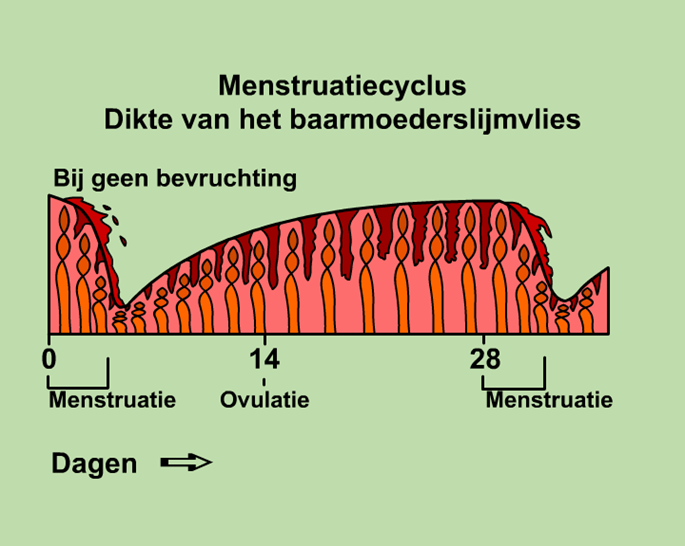 Menstruatiecyclus
Dikte van het baarmoederslijmvlies
Bij geen bevruchting
0 14 28
Menstruatie Ovulatie Menstruatie
Dagen